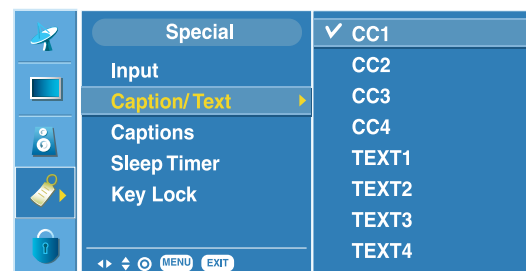 Special
Input
Caption/Text
Captions
Sleep Timer
Key Lock
MENU EXIT
CC1
CC2
CC3
CC4
TEXT1
TEXT2
TEXT3
TEXT4